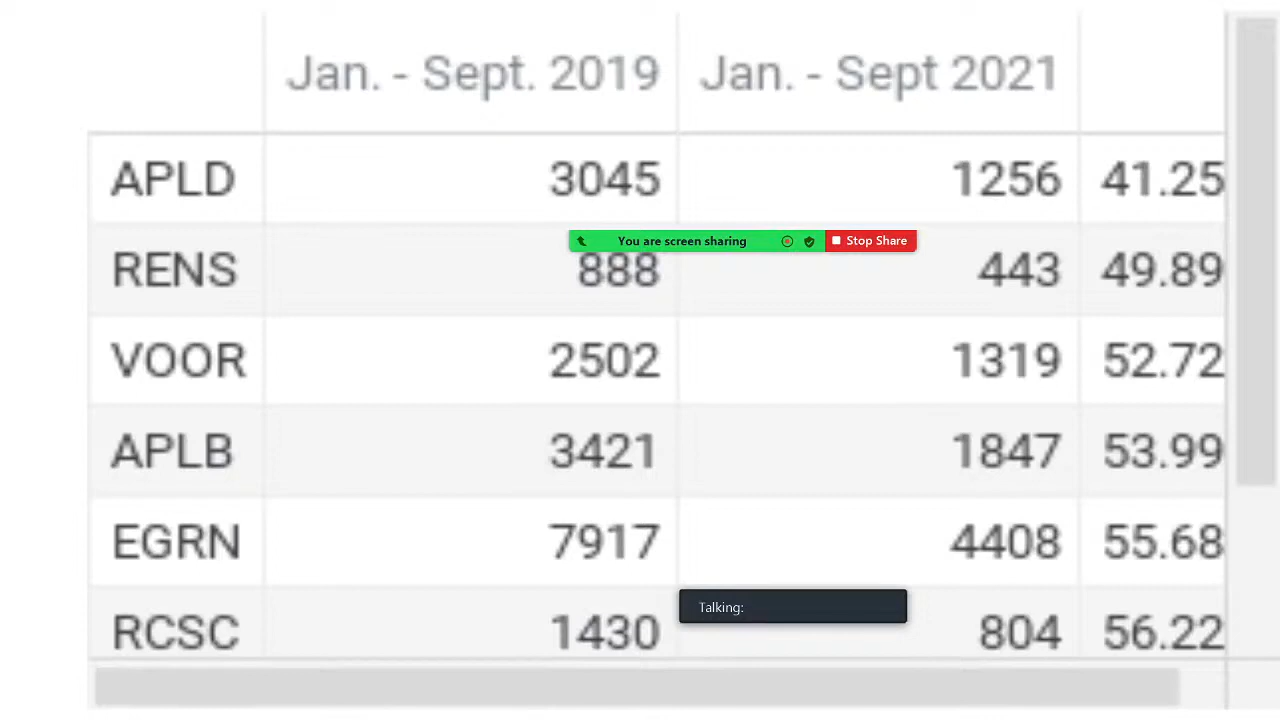 Jan. - Sept. 2019 Jan. - Sept 2021
APLD 3045 1256 41.25
You are screen sharing Stop Share
RENS 888 443 49.89
VOOR 2502 1319 52.72
APLB 3421 1847 53.99
EGRN 7917 4408 55.68
Talking:
RCSC 1430 804 56.22